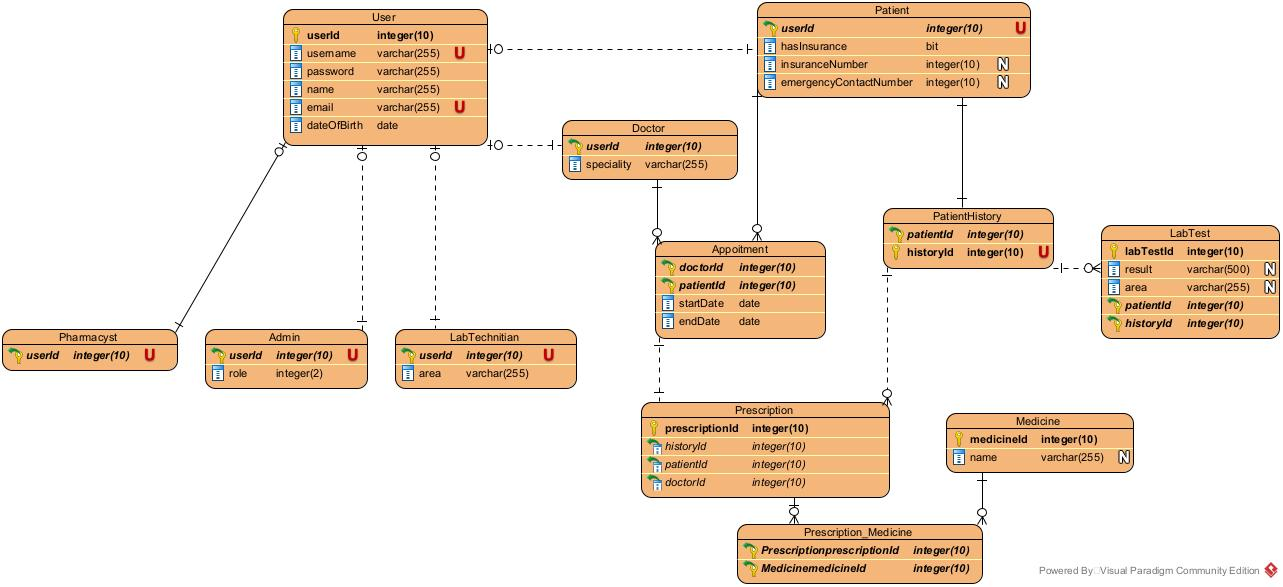 User
userId integer(10)
username varchar(255) U
password varchar(255)
name varchar(255)
email varchar(255) U
dateOfBirth date
Patient
userId integer(10) U
hasInsurance bit
insuranceNumber integer(10) N
emergencyContactNumber integer(10) N
Doctor
userId integer(10)
speciality varchar(255)
PatientHistory
patientId integer(10)
historyId integer(10) U
LabTest
labTestId integer(10)
result varchar(500) N
area varchar(255) N
patientId integer(10)
historyId integer(10)
Appoitment
doctorId integer(10)
patientId integer(10)
startDate date
endDate date
Pharmacyst
userId integer(10) U
Admin
userId integer(10) U
role integer(2)
LabTechnitian
userId integer(10) U
area varchar(255)
Prescription
prescriptionId integer(10)
historyId integer(10)
patientId integer(10)
doctorId integer(10)
Medicine
medicineId integer(10)
name varchar(255) N
Prescription_Medicine
PrescriptionprescriptionId integer(10)
MedicinemedicineId integer(10)
Powered By Visual Paradigm Community Edition